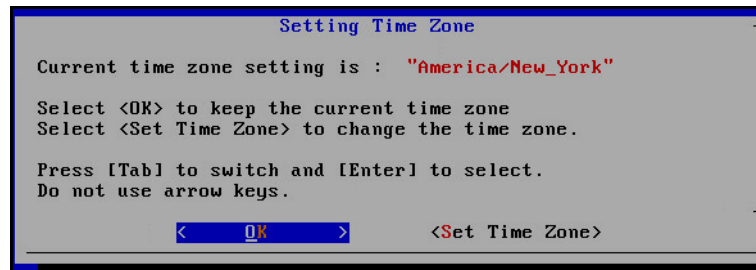 Setting Time Zone
Current time zone setting is : "America/New_York"
Select <OK> to keep the current time zone
Select <Set Time Zone> to change the time zone.
Press [Tab] to switch and [Enter] to select.
Do not use arrow keys.
< OK > <Set Time Zone>